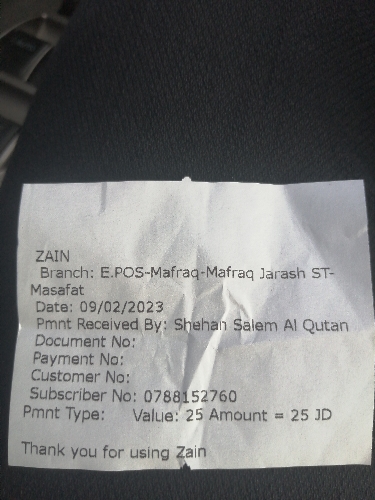 ZAIN
Branch: E.POS-Mafraq-Mafraq Jarash ST-
Masafat
Date: 09/02/2023
Pmnt Received By: Shehan Salem Al Qutan
Document No:
Payment No:
Customer No:
Subscriber No: 0788152760
Pmnt Type: Value: 25 Amount = 25 JD
Thank you for using Zain